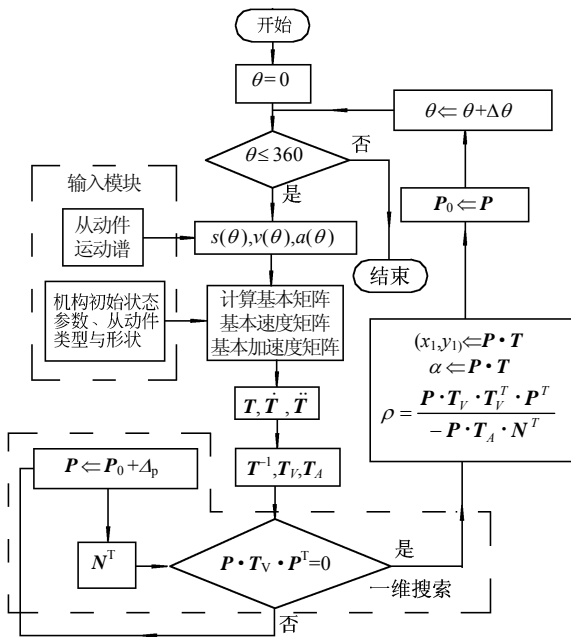 开始
θ=0
θ⇐θ+Δθ
θ≤360
否
是
输入模块
从动件
运动谱
s(θ),v(θ),a(θ)
P₀⇐P
结束
机构初始状态
参数、从动件
类型与形状
计算基本矩阵
基本速度矩阵
基本加速度矩阵
(x₁,y₁)⇐P·T
α⇐P·T
ρ=P·T_V·T_V^T·P^T/−P·T_A·N^T
T,Ṫ,T̈
P⇐P₀+Δₚ
T⁻¹,T_V,T_A
N^T
P·T_V·P^T=0
是
一维搜索
否